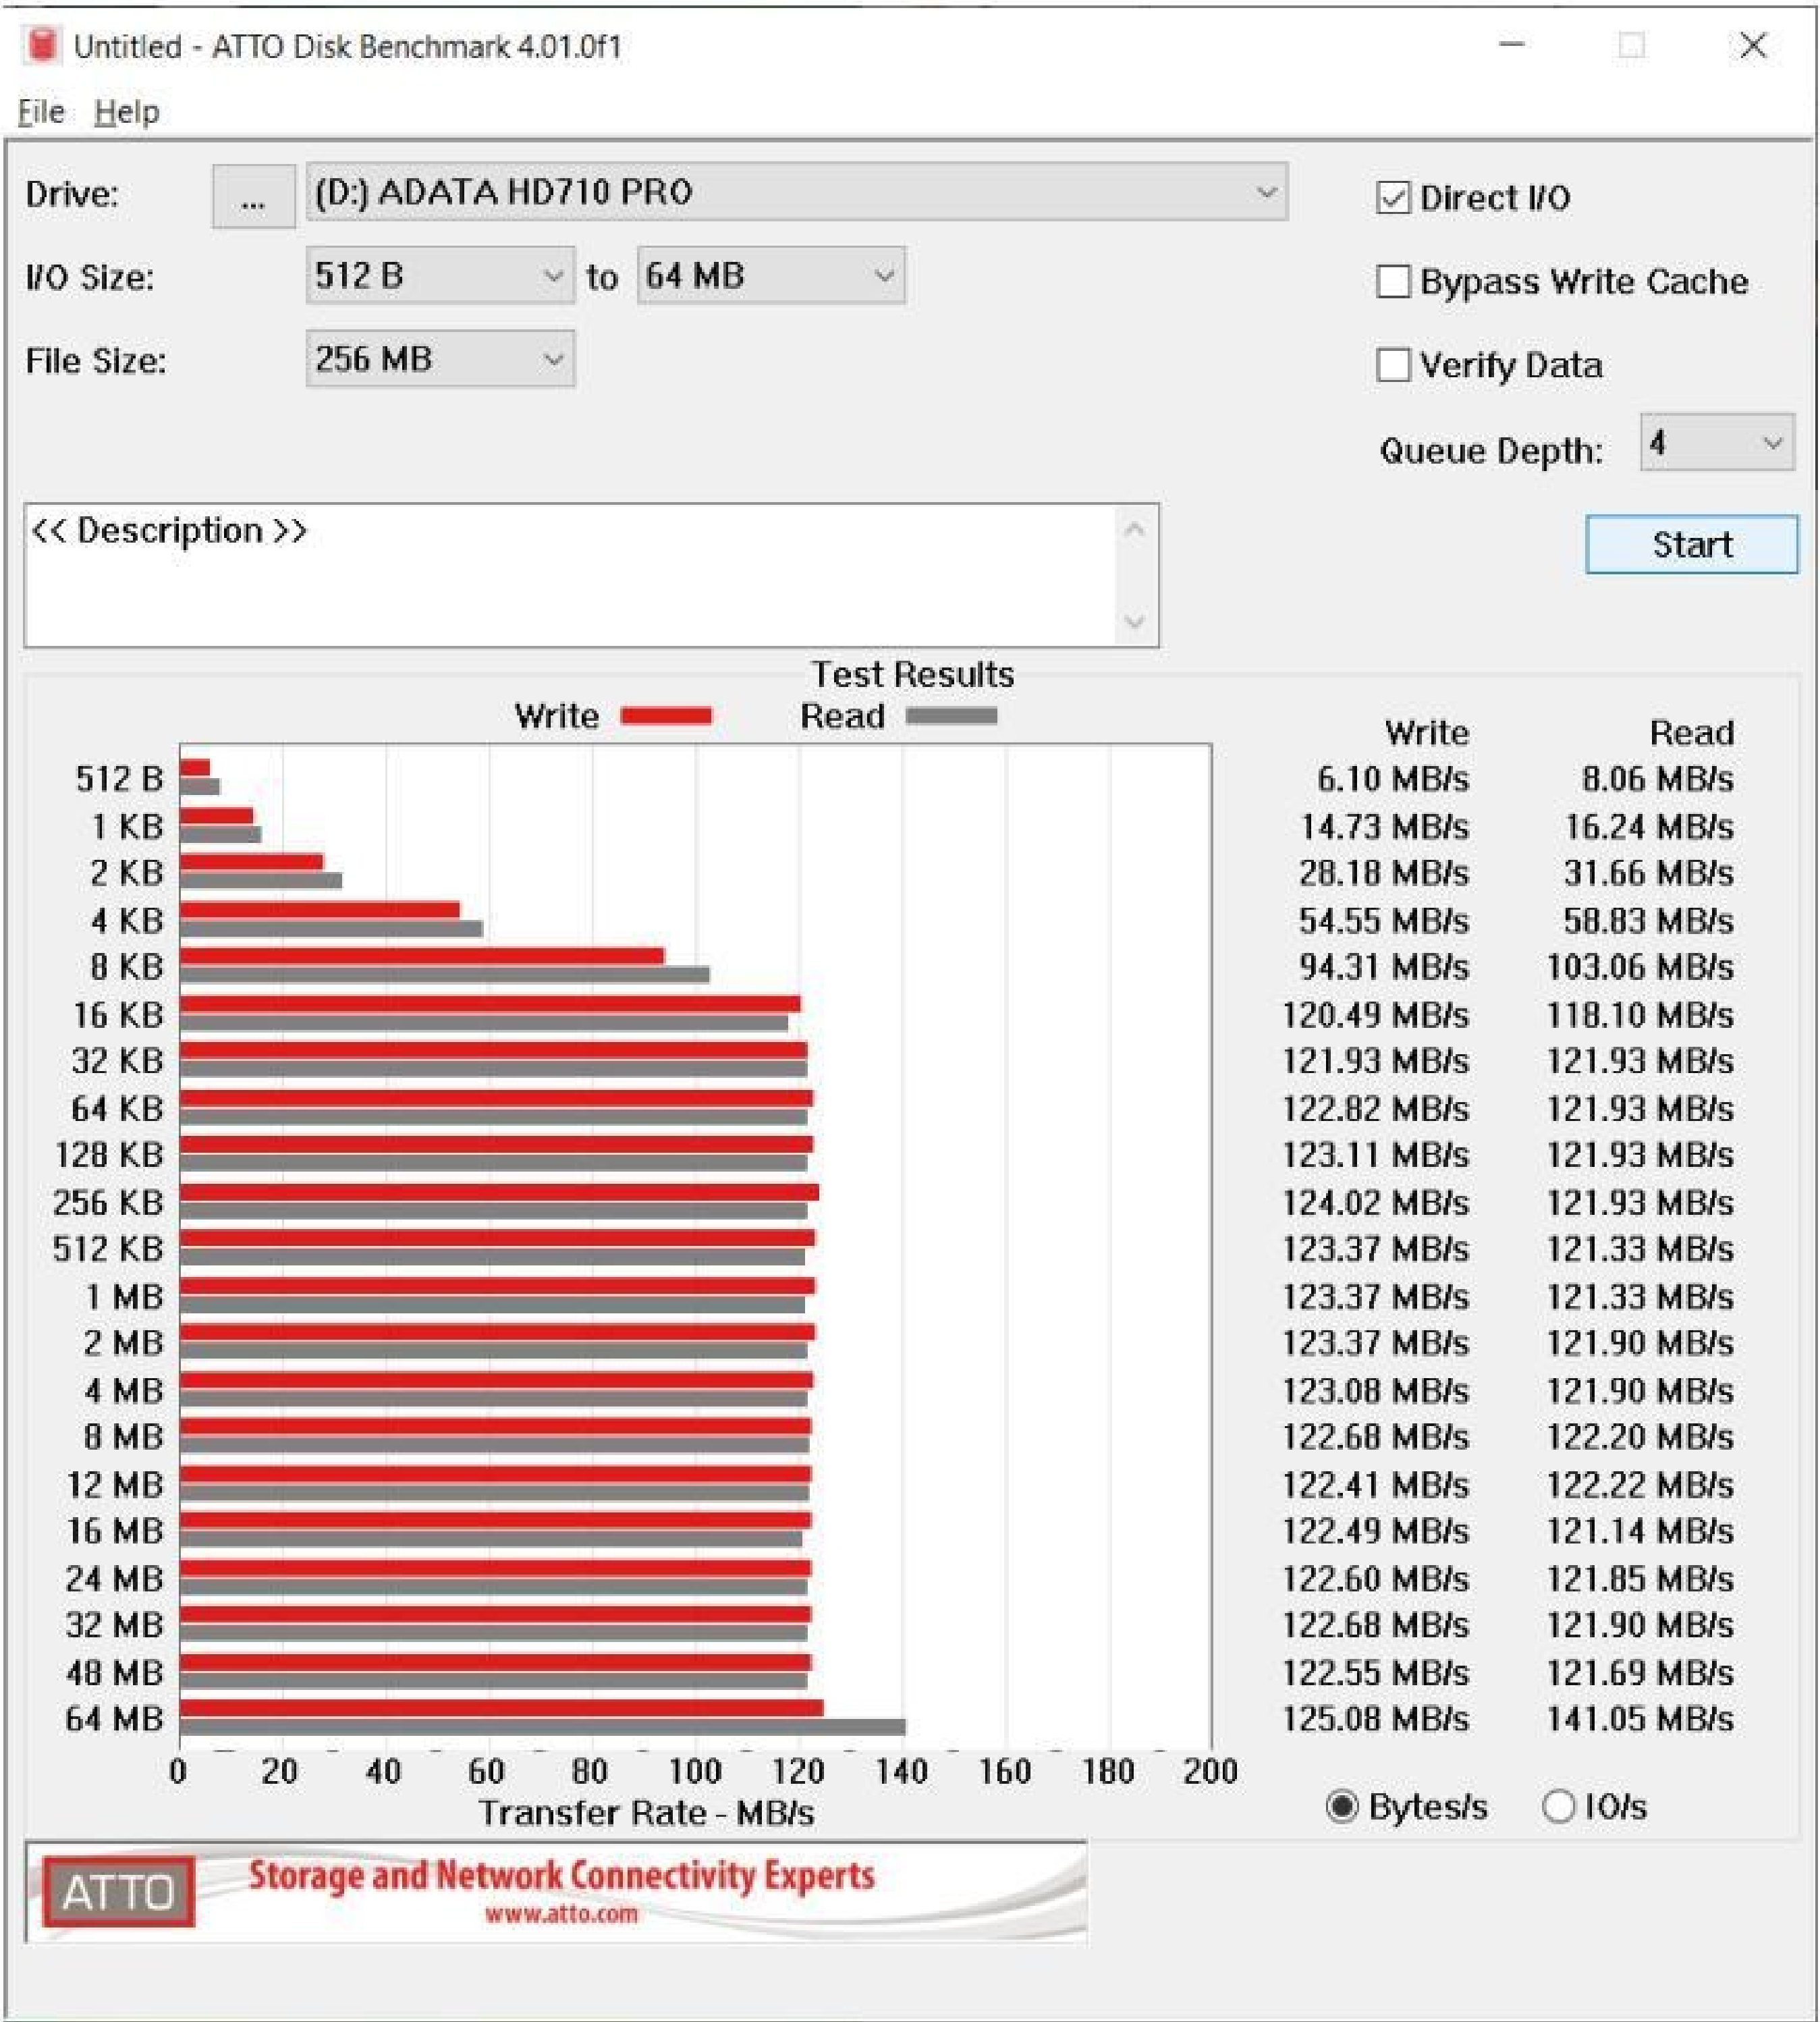 Untitled - ATTO Disk Benchmark 4.01.0f1
File Help
Drive: ... (D:) ADATA HD710 PRO
Direct I/O
I/O Size: 512 B to 64 MB
Bypass Write Cache
File Size: 256 MB
Verify Data
Queue Depth: 4
<< Description >>
Start
Test Results
Write Read
Write Read
512 B 6.10 MB/s 8.06 MB/s
1 KB 14.73 MB/s 16.24 MB/s
2 KB 28.18 MB/s 31.66 MB/s
4 KB 54.55 MB/s 58.83 MB/s
8 KB 94.31 MB/s 103.06 MB/s
16 KB 120.49 MB/s 118.10 MB/s
32 KB 121.93 MB/s 121.93 MB/s
64 KB 122.82 MB/s 121.93 MB/s
128 KB 123.11 MB/s 121.93 MB/s
256 KB 124.02 MB/s 121.93 MB/s
512 KB 123.37 MB/s 121.33 MB/s
1 MB 123.37 MB/s 121.33 MB/s
2 MB 123.37 MB/s 121.90 MB/s
4 MB 123.08 MB/s 121.90 MB/s
8 MB 122.68 MB/s 122.20 MB/s
12 MB 122.41 MB/s 122.22 MB/s
16 MB 122.49 MB/s 121.14 MB/s
24 MB 122.60 MB/s 121.85 MB/s
32 MB 122.68 MB/s 121.90 MB/s
48 MB 122.55 MB/s 121.69 MB/s
64 MB 125.08 MB/s 141.05 MB/s
0 20 40 60 80 100 120 140 160 180 200
Transfer Rate - MB/s
Bytes/s IO/s
ATTO
Storage and Network Connectivity Experts
www.atto.com